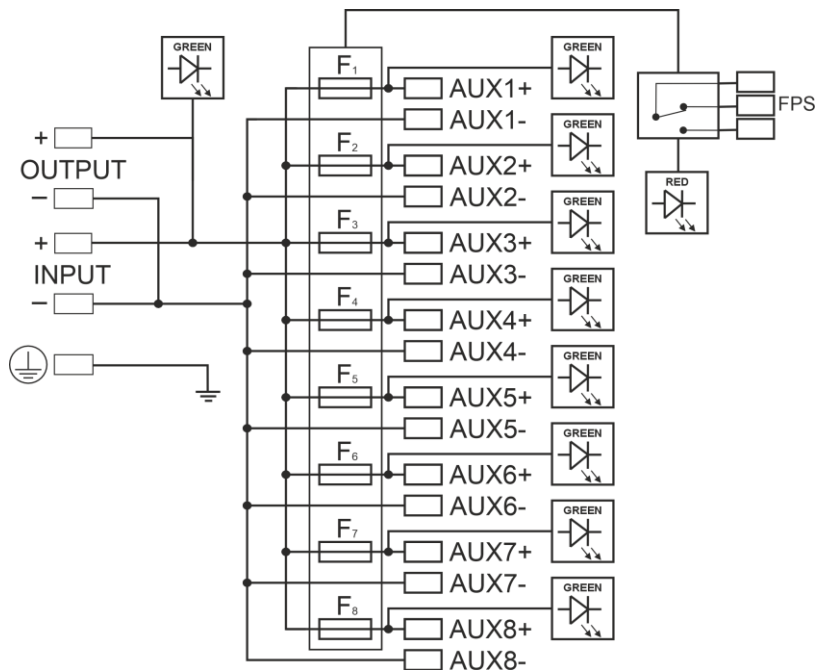 GREEN
+
OUTPUT
−
+
INPUT
−
F₁
AUX1+
AUX1-
GREEN
F₂
AUX2+
AUX2-
GREEN
F₃
AUX3+
AUX3-
GREEN
F₄
AUX4+
AUX4-
GREEN
F₅
AUX5+
AUX5-
GREEN
F₆
AUX6+
AUX6-
GREEN
F₇
AUX7+
AUX7-
GREEN
F₈
AUX8+
AUX8-
GREEN
FPS
RED